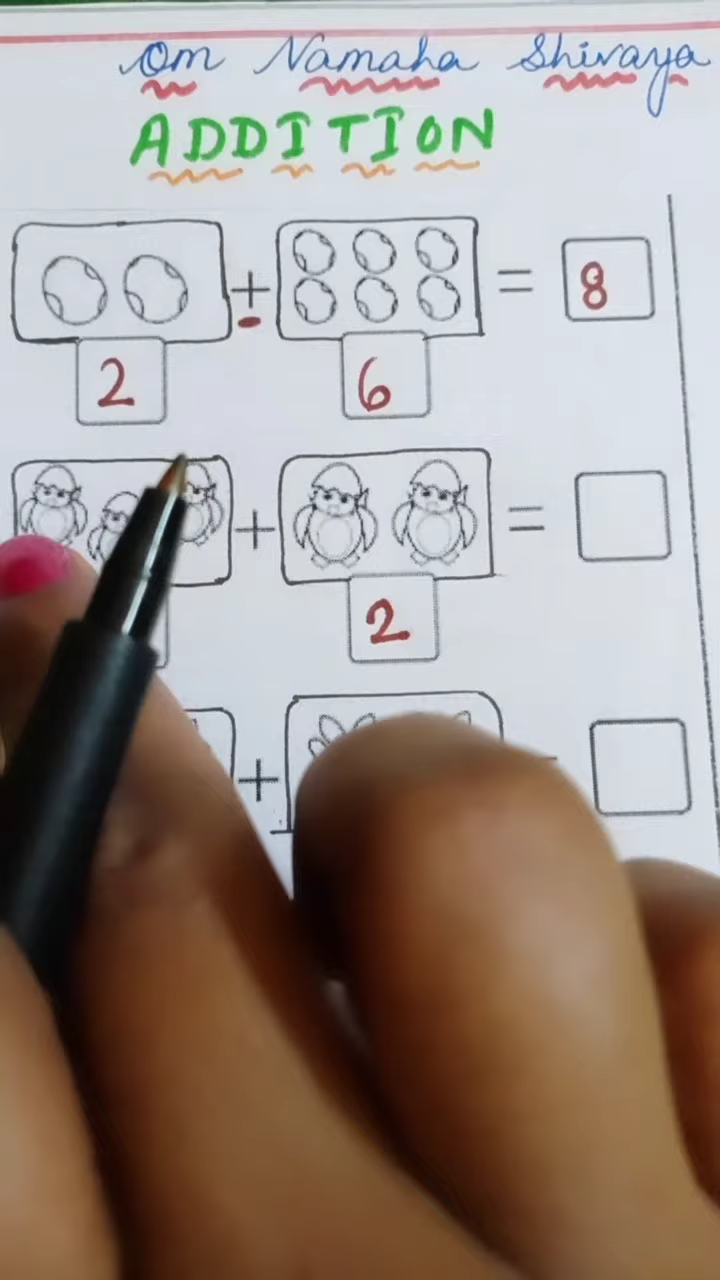 Om Namaha Shivaya
ADDITION
+ = 8
2 6
+ =
2
+